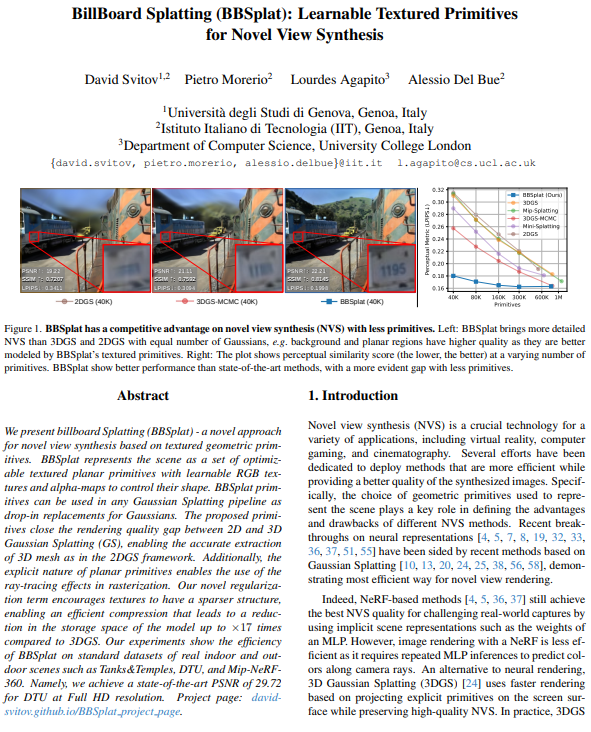 BillBoard Splatting (BBSplat): Learnable Textured Primitives
for Novel View Synthesis
David Svitov1,2 Pietro Morerio2 Lourdes Agapito3 Alessio Del Bue2
1Università degli Studi di Genova, Genoa, Italy
2Istituto Italiano di Tecnologia (IIT), Genoa, Italy
3Department of Computer Science, University College London
{david.svitov, pietro.morerio, alessio.delbue}@iit.it l.agapito@cs.ucl.ac.uk
PSNR↑: 19.22
SSIM↑: 0.7207
LPIPS↓: 0.3411
PSNR↑: 21.11
SSIM↑: 0.7592
PSNR↑: 22.21
SSIM↑: 0.8145
1195
2DGS (40K)
3DGS-MCMC (40K)
BBSplat (40K)
Perceptual Metric (LPIPS↓)
0.32
0.30
0.28
0.26
0.24
0.22
0.20
0.18
0.16
BBSplat (Ours)
3DGS
Mip-Splatting
3DGS-MCMC
Mini-Splatting
2DGS
40K 80K 160K 300K 600K 1M
Primitives
Figure 1. BBSplat has a competitive advantage on novel view synthesis (NVS) with less primitives. Left: BBSplat brings more detailed
NVS than 3DGS and 2DGS with equal number of Gaussians, e.g. background and planar regions have higher quality as they are better
modeled by BBSplat's textured primitives. Right: The plot shows perceptual similarity score (the lower, the better) at a varying number of
primitives. BBSplat show better performance than state-of-the-art methods, with a more evident gap with less primitives.
Abstract
We present billboard Splatting (BBSplat) - a novel approach
for novel view synthesis based on textured geometric prim-
itives. BBSplat represents the scene as a set of optimiz-
able textured planar primitives with learnable RGB tex-
tures and alpha-maps to control their shape. BBSplat prim-
itives can be used in any Gaussian Splatting pipeline as
drop-in replacements for Gaussians. The proposed primi-
tives close the rendering quality gap between 2D and 3D
Gaussian Splatting (GS), enabling the accurate extraction
of 3D mesh as in the 2DGS framework. Additionally, the
explicit nature of planar primitives enables the use of the
ray-tracing effects in rasterization. Our novel regulariza-
tion term encourages textures to have a sparser structure,
enabling an efficient compression that leads to a reduc-
tion in the storage space of the model up to ×17 times
compared to 3DGS. Our experiments show the efficiency
of BBSplat on standard datasets of real indoor and out-
door scenes such as Tanks&Temples, DTU, and Mip-NeRF-
360. Namely, we achieve a state-of-the-art PSNR of 29.72
for DTU at Full HD resolution. Project page: david-
svitov.github.io/BBSplat_project_page.
1. Introduction
Novel view synthesis (NVS) is a crucial technology for a
variety of applications, including virtual reality, computer
gaming, and cinematography. Several efforts have been
dedicated to deploy methods that are more efficient while
providing a better quality of the synthesized images. Specif-
ically, the choice of geometric primitives used to repre-
sent the scene plays a key role in defining the advantages
and drawbacks of different NVS methods. Recent break-
throughs on neural representations [4, 5, 7, 8, 19, 32, 33,
36, 37, 51, 55] have been sided by recent methods based on
Gaussian Splatting [10, 13, 20, 24, 25, 38, 56, 58], demon-
strating most efficient way for novel view rendering.
Indeed, NeRF-based methods [4, 5, 36, 37] still achieve
the best NVS quality for challenging real-world captures by
using implicit scene representations such as the weights of
an MLP. However, image rendering with a NeRF is less ef-
ficient as it requires repeated MLP inferences to predict col-
ors along camera rays. An alternative to neural rendering,
3D Gaussian Splatting (3DGS) [24] uses faster rendering
based on projecting explicit primitives on the screen sur-
face while preserving high-quality NVS. In practice, 3DGS